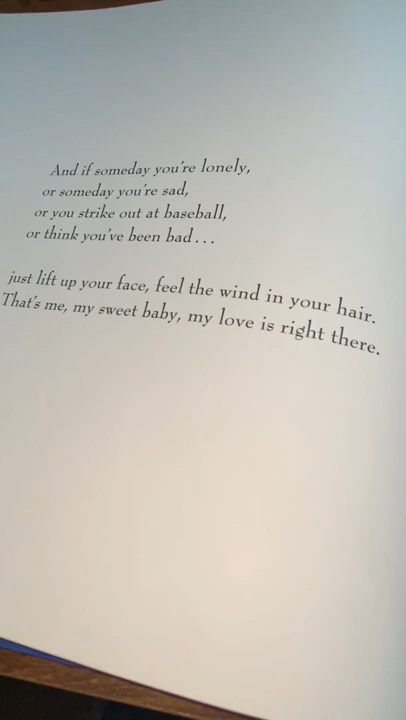 And if someday you're lonely,
or someday you're sad,
or you strike out at baseball,
or think you've been bad...
just lift up your face, feel the wind in your hair.
That's me, my sweet baby, my love is right there.